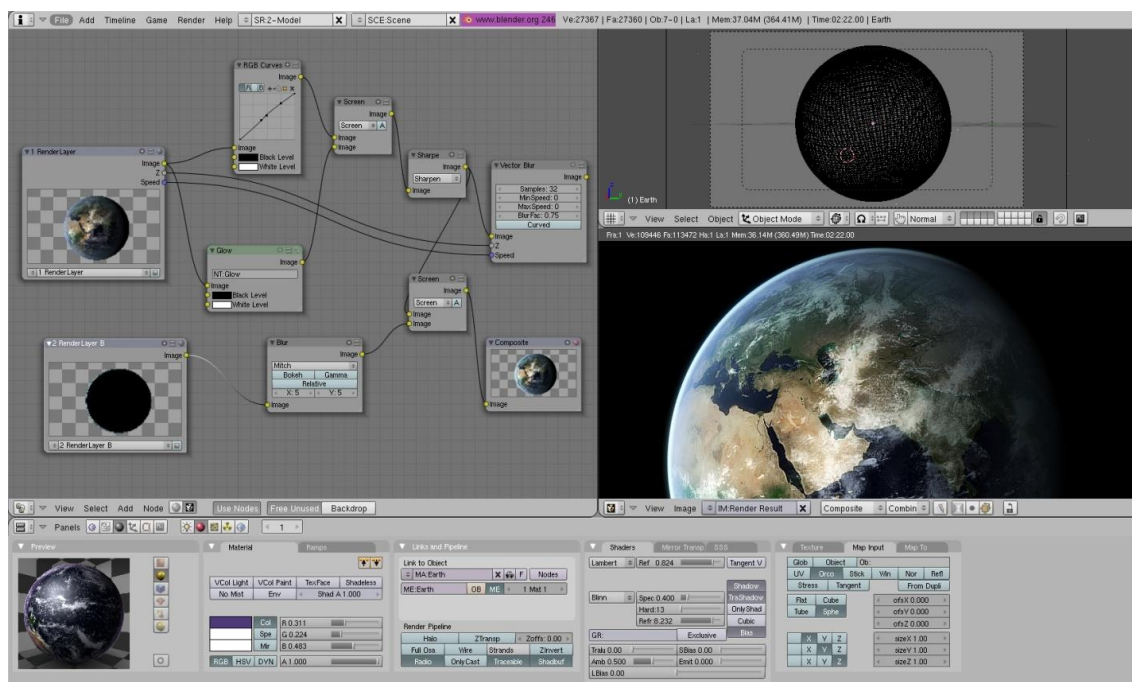 File Add Timeline Game Render Help SR:2-Model X SCE:Scene X www.blender.org 246 Ve:27367 | Fa:27360 | Ob:7-0 | La:1 | Mem:37.04M (364.41M) | Time:02:22.00 | Earth
RGB Curves
Image
Image
Black Level
White Level
Screen
Image
Screen A
Image
Image
1 RenderLayer
Image
Z
Speed
1 RenderLayer
Sharpe
Image
Sharpen
Image
Vector Blur
Image
Samples: 32
MinSpeed: 0
MaxSpeed: 0
BlurFac: 0.75
Curved
Image
Z
Speed
Glow
Image
NT:Glow
Image
Black Level
White Level
Screen
Image
Screen A
Image
Image
2 RenderLayer B
Image
2 RenderLayer B
Blur
Image
Mitch
Bokeh Gamma
Relative
X: 5 Y: 5
Image
Composite
Image
View Select Add Node Use Nodes Free Unused Backdrop
(1) Earth
View Select Object Object Mode Normal
Fra:1 Ve:109446 Fa:113472 Ha:1 La:1 Mem:36.14M (360.49M) Time:02:22.00
View Image IM:Render Result Composite Combin
Panels 1
Preview
Material Ramps
VCol Light VCol Paint TexFace Shadeless
No Mist Env Shad A 1.000
Col R 0.311
Spe G 0.224
Mir B 0.483
RGB HSV DYN A 1.000
Links and Pipeline
Link to Object
MA:Earth X F Nodes
ME:Earth OB ME 1 Mat 1
Render Pipeline
Halo ZTransp Zoffs: 0.00
Full Osa Wire Strands ZInvert
Radio OnlyCast Traceable Shadbuf
Shaders Mirror Transp SSS
Lambert Ref 0.824 Tangent V
Shadow
Blinn Spec 0.400 TraShadow
Hard:13 OnlyShad
Refr:8.232 Cubic
GR: Exclusive Bias
Tralu 0.00 SBias 0.00
Amb 0.500 Emit 0.000
LBias 0.00
Texture Map Input Map To
Glob Object Ob:
UV Orco Stick Win Nor Refl
Stress Tangent From Dupli
Flat Cube ofsX 0.000
Tube Sphe ofsY 0.000
ofsZ 0.000
X Y Z sizeX 1.00
X Y Z sizeY 1.00
X Y Z sizeZ 1.00